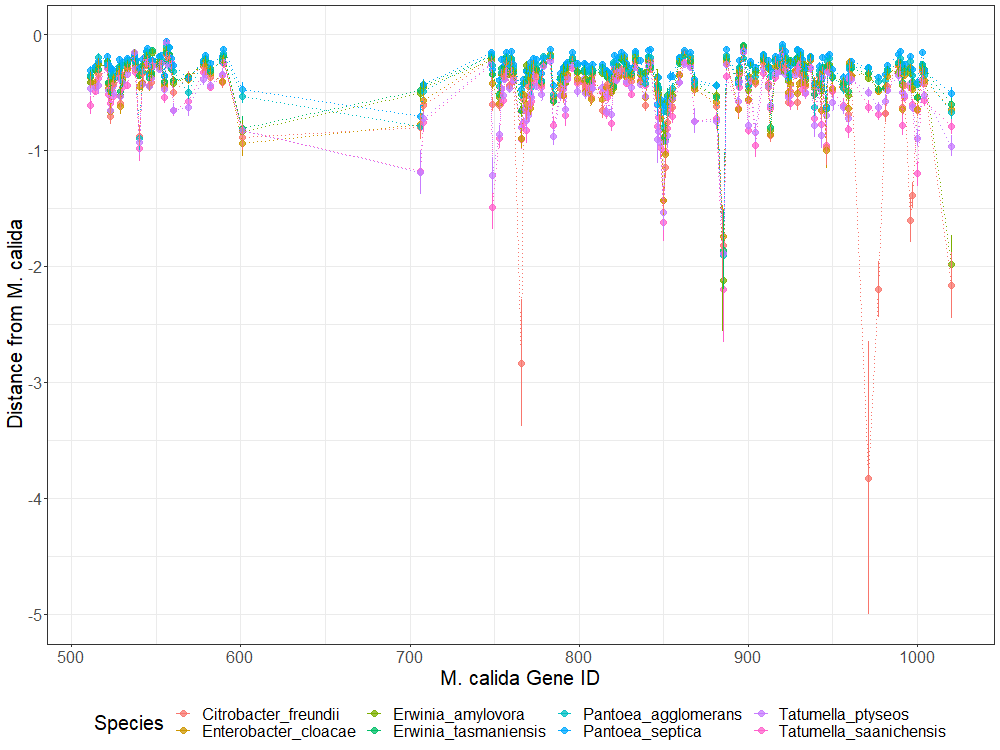 0
-1
-2
-3
-4
-5
Distance from M. calida
500 600 700 800 900 1000
M. calida Gene ID
Species Citrobacter_freundii Erwinia_amylovora Pantoea_agglomerans Tatumella_ptyseos
Enterobacter_cloacae Erwinia_tasmaniensis Pantoea_septica Tatumella_saanichensis